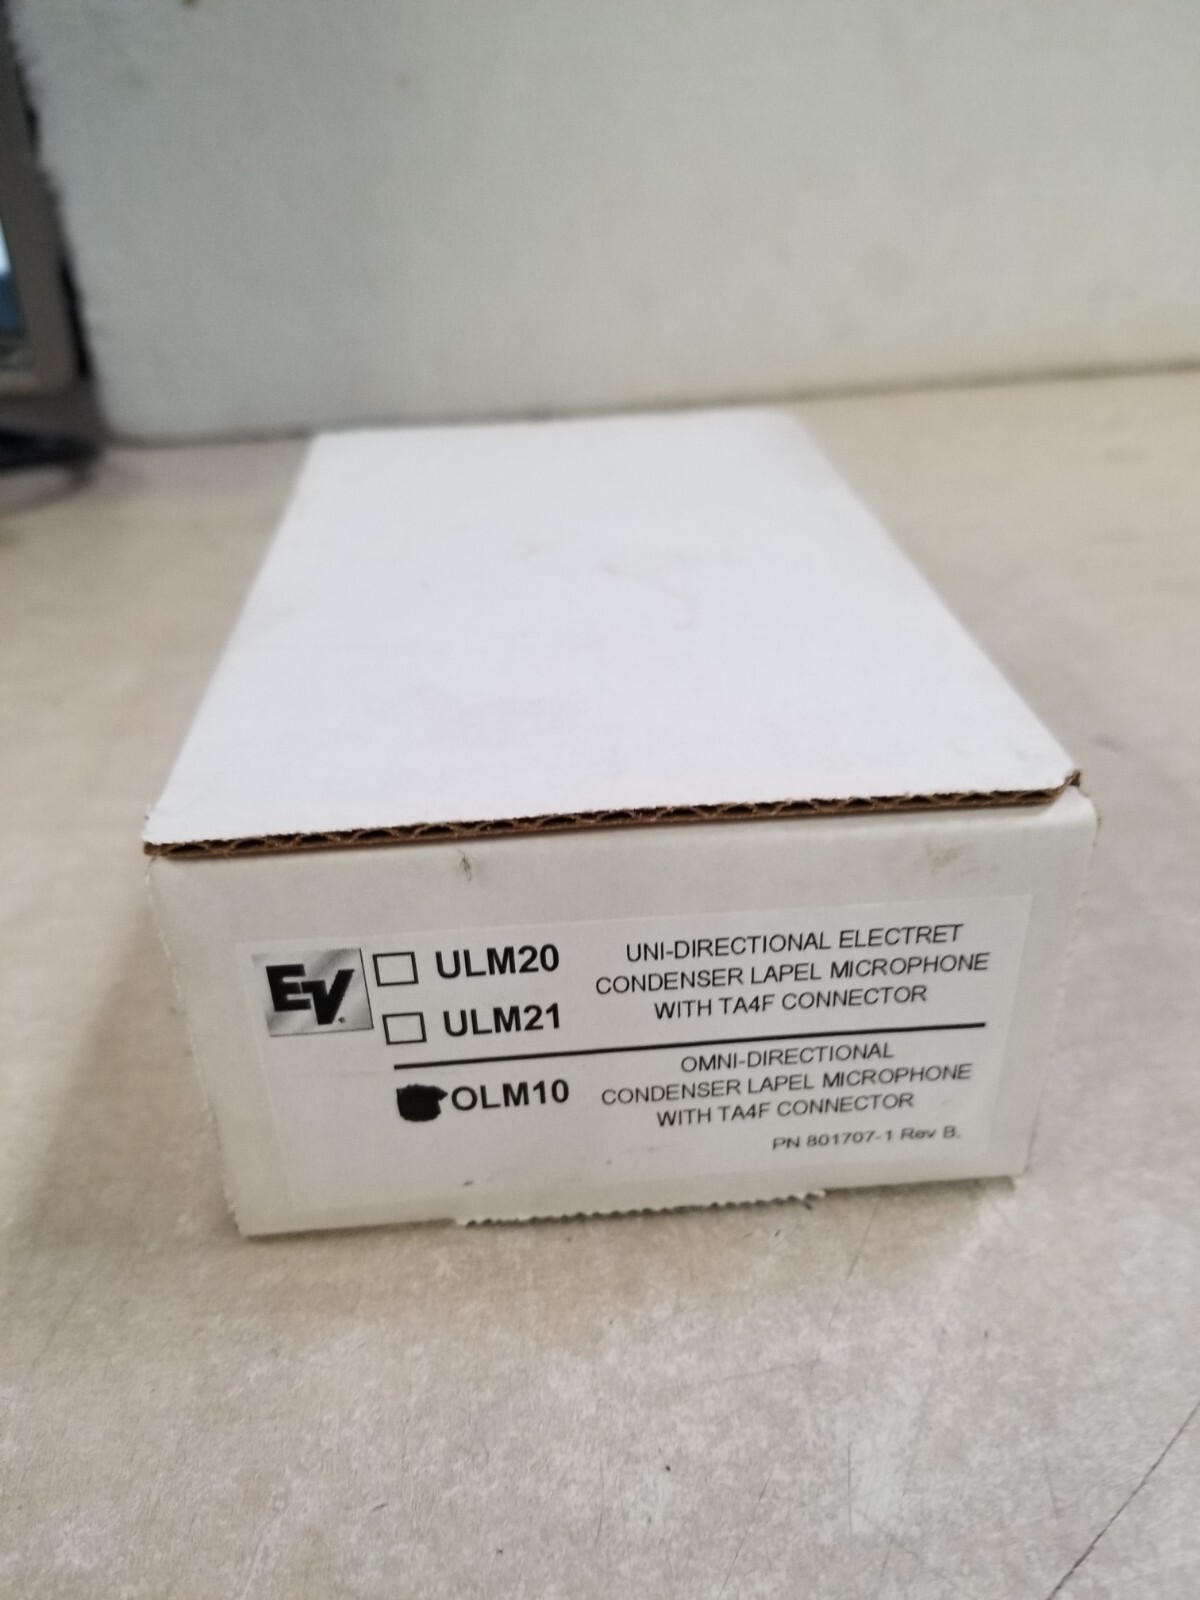 EV®
ULM20
ULM21
UNI-DIRECTIONAL ELECTRET
CONDENSER LAPEL MICROPHONE
WITH TA4F CONNECTOR
OLM10
OMNI-DIRECTIONAL
CONDENSER LAPEL MICROPHONE
WITH TA4F CONNECTOR
PN 801707-1 Rev B.